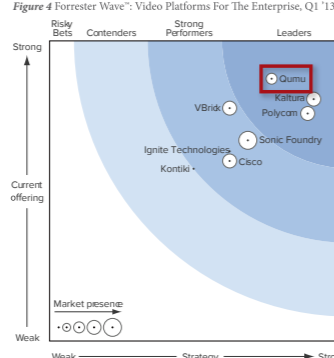 Figure 4 Forrester Wave™: Video Platforms For The Enterprise, Q1 '13
Risky
Bets
Contenders
Strong
Performers
Leaders
Strong
Qumu
Kaltura
Polycom
VBrick
Sonic Foundry
Ignite Technologies
Cisco
Kontiki
Current
offering
Market presence
Weak
Weak
Strategy
Stro